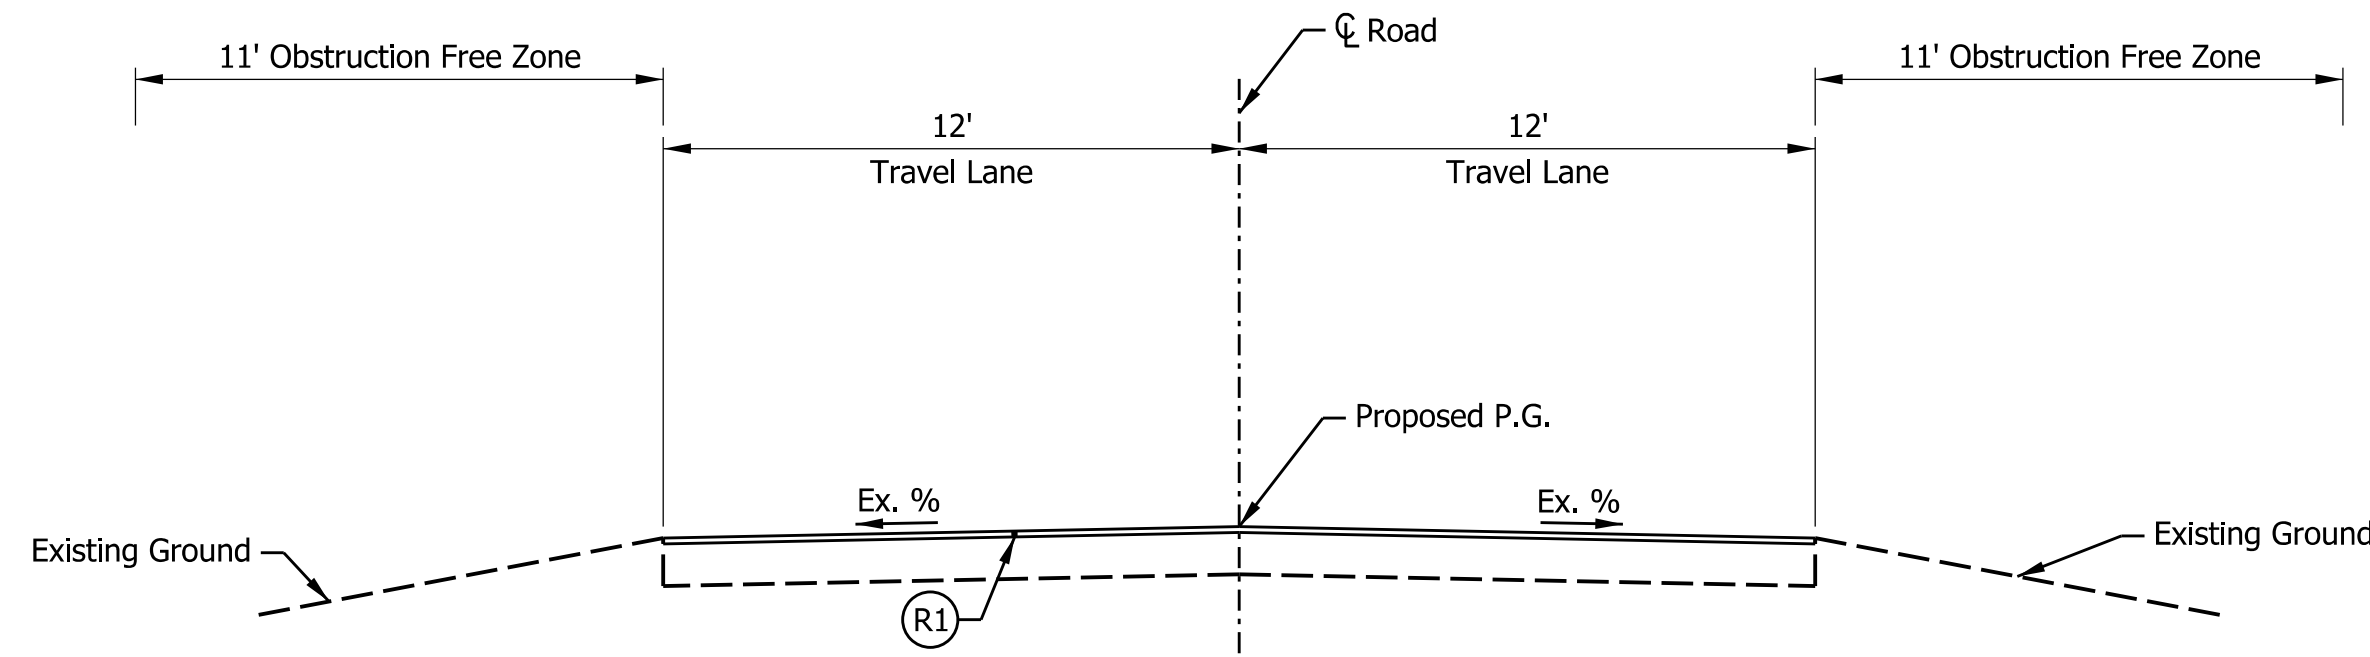 ℄ Road
11' Obstruction Free Zone
11' Obstruction Free Zone
12'
Travel Lane
12'
Travel Lane
Proposed P.G.
Ex. %
Ex. %
Existing Ground
Existing Ground
R1